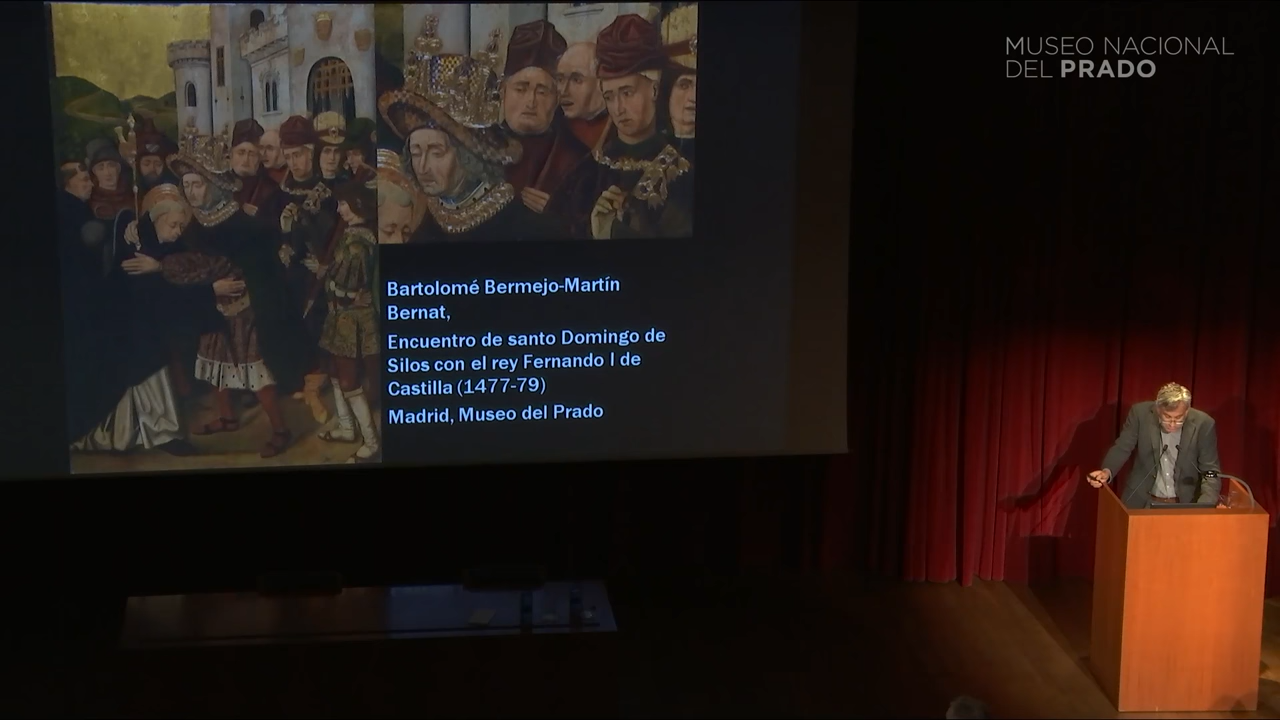 MUSEO NACIONAL
DEL PRADO
Bartolomé Bermejo-Martín
Bernat,
Encuentro de santo Domingo de
Silos con el rey Fernando I de
Castilla (1477-79)
Madrid, Museo del Prado